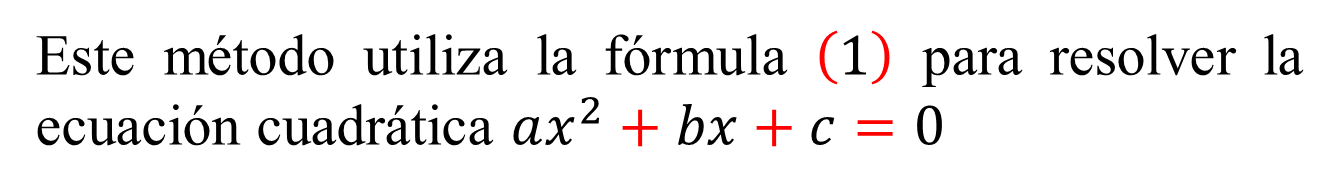 Este método utiliza la fórmula (1) para resolver la
ecuación cuadrática 𝑎𝑥² + 𝑏𝑥 + 𝑐 = 0